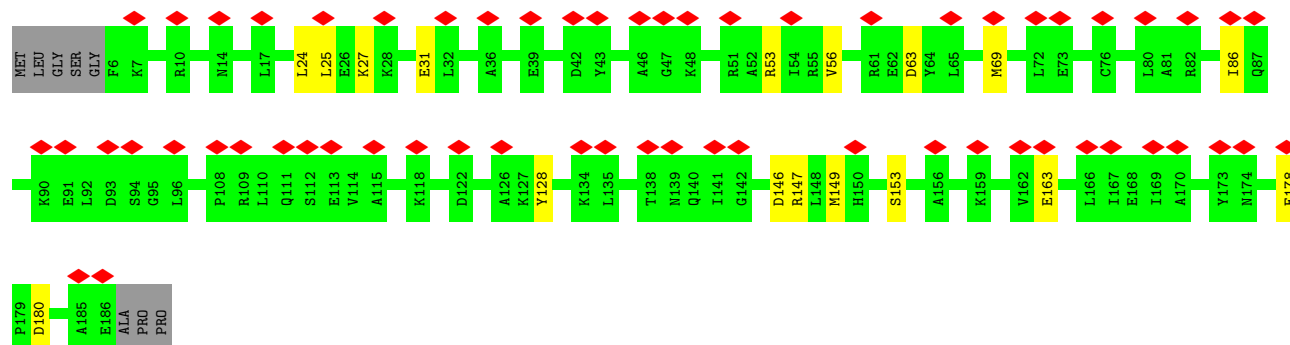 MET LEU GLY SER GLY F6 K7 R10 N14 L17 L24 L25 E26 K27 K28 E31 L32 A36 E39 D42 Y43 A46 G47 K48 R51 A52 R53 I54 R55 V56 R61 E62 D63 Y64 L65 M69 L72 E73 C76 L80 A81 R82 I86 Q87
K90 E91 L92 D93 S94 G95 L96 P108 R109 L110 Q111 S112 E113 V114 A115 K118 D122 A126 K127 Y128 K134 L135 T138 N139 Q140 I141 G142 D146 R147 L148 M149 H150 S153 A156 K159 V162 E163 L166 I167 E168 I169 A170 Y173 N174
P179 D180 A185 E186 ALA PRO PRO